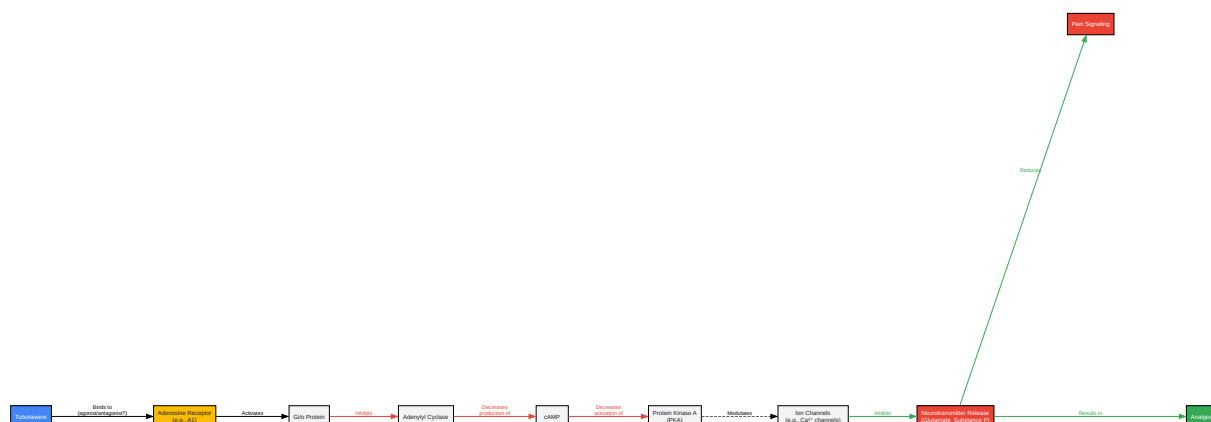 Pain Signaling
Reduces
Tubotaiwine
Binds to
(agonist/antagonist?)
Adenosine Receptor
(e.g., A1)
Activates
Gi/o Protein
Inhibits
Adenylyl Cyclase
Decreases
production of
cAMP
Decreases
activation of
Protein Kinase A
(PKA)
Modulates
Ion Channels
(e.g., Ca²⁺ channels)
Inhibits
Neurotransmitter Release
(Glutamate, Substance P)
Results in